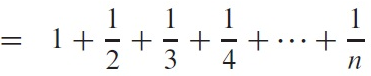 = 1 + 1/2 + 1/3 + 1/4 + ··· + 1/n